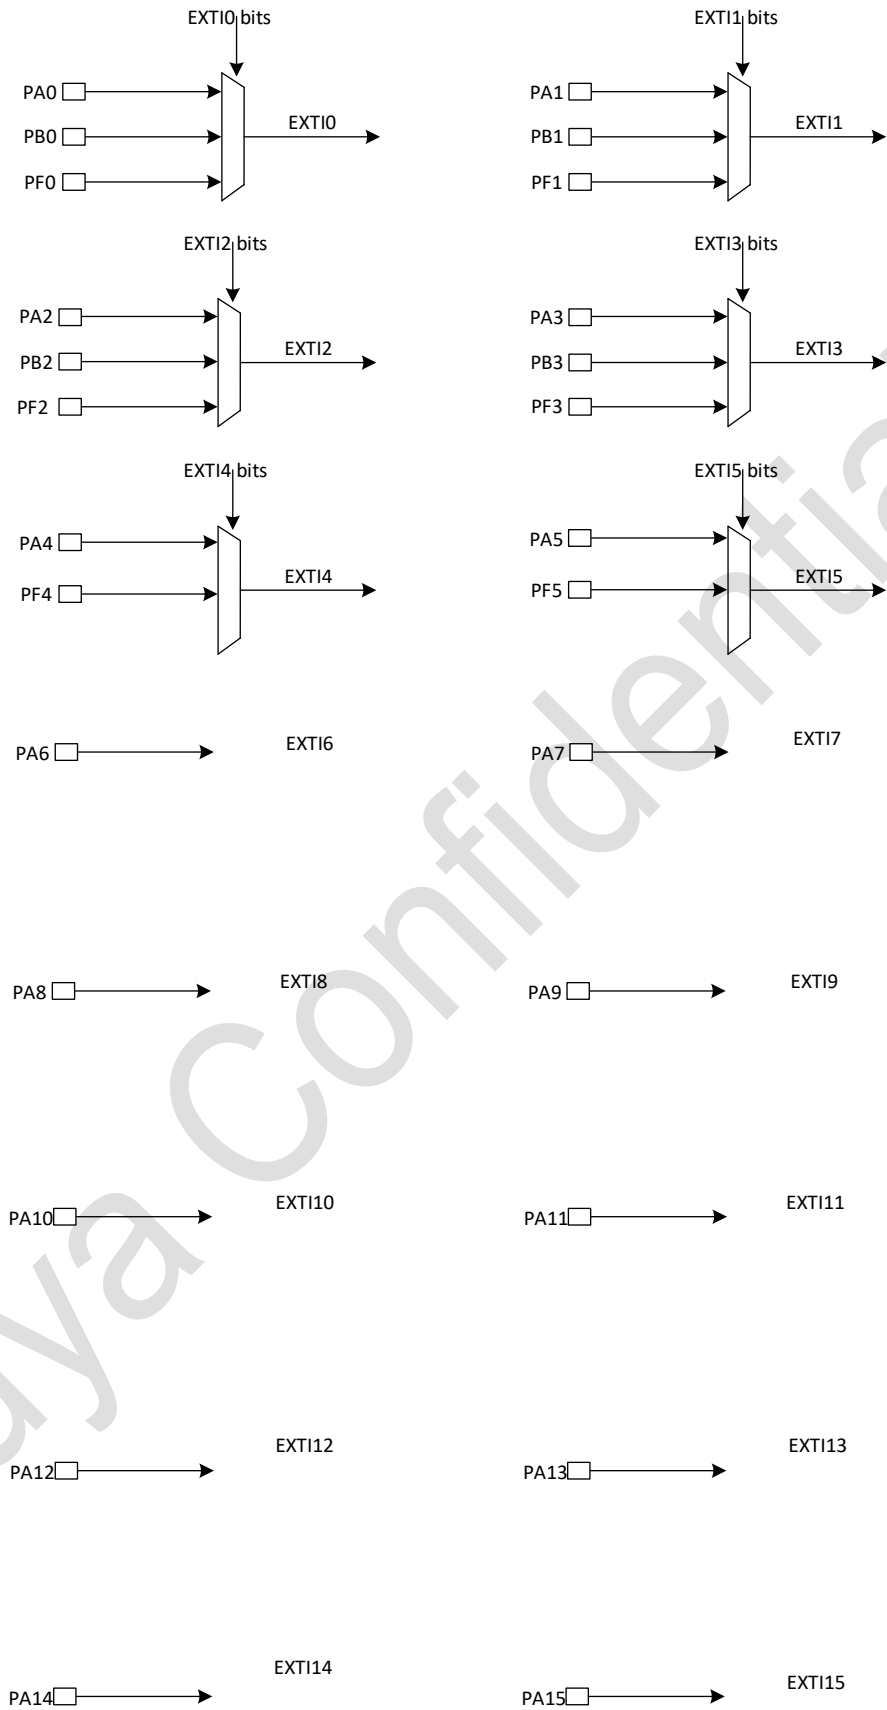 EXTI0 bits
PA0
PB0
EXTI0
PF0
EXTI1 bits
PA1
PB1
EXTI1
PF1
EXTI2 bits
PA2
PB2
EXTI2
PF2
EXTI3 bits
PA3
PB3
EXTI3
PF3
EXTI4 bits
PA4
PF4
EXTI4
EXTI5 bits
PA5
PF5
EXTI5
PA6
EXTI6
PA7
EXTI7
PA8
EXTI8
PA9
EXTI9
PA10
EXTI10
PA11
EXTI11
PA12
EXTI12
PA13
EXTI13
PA14
EXTI14
PA15
EXTI15